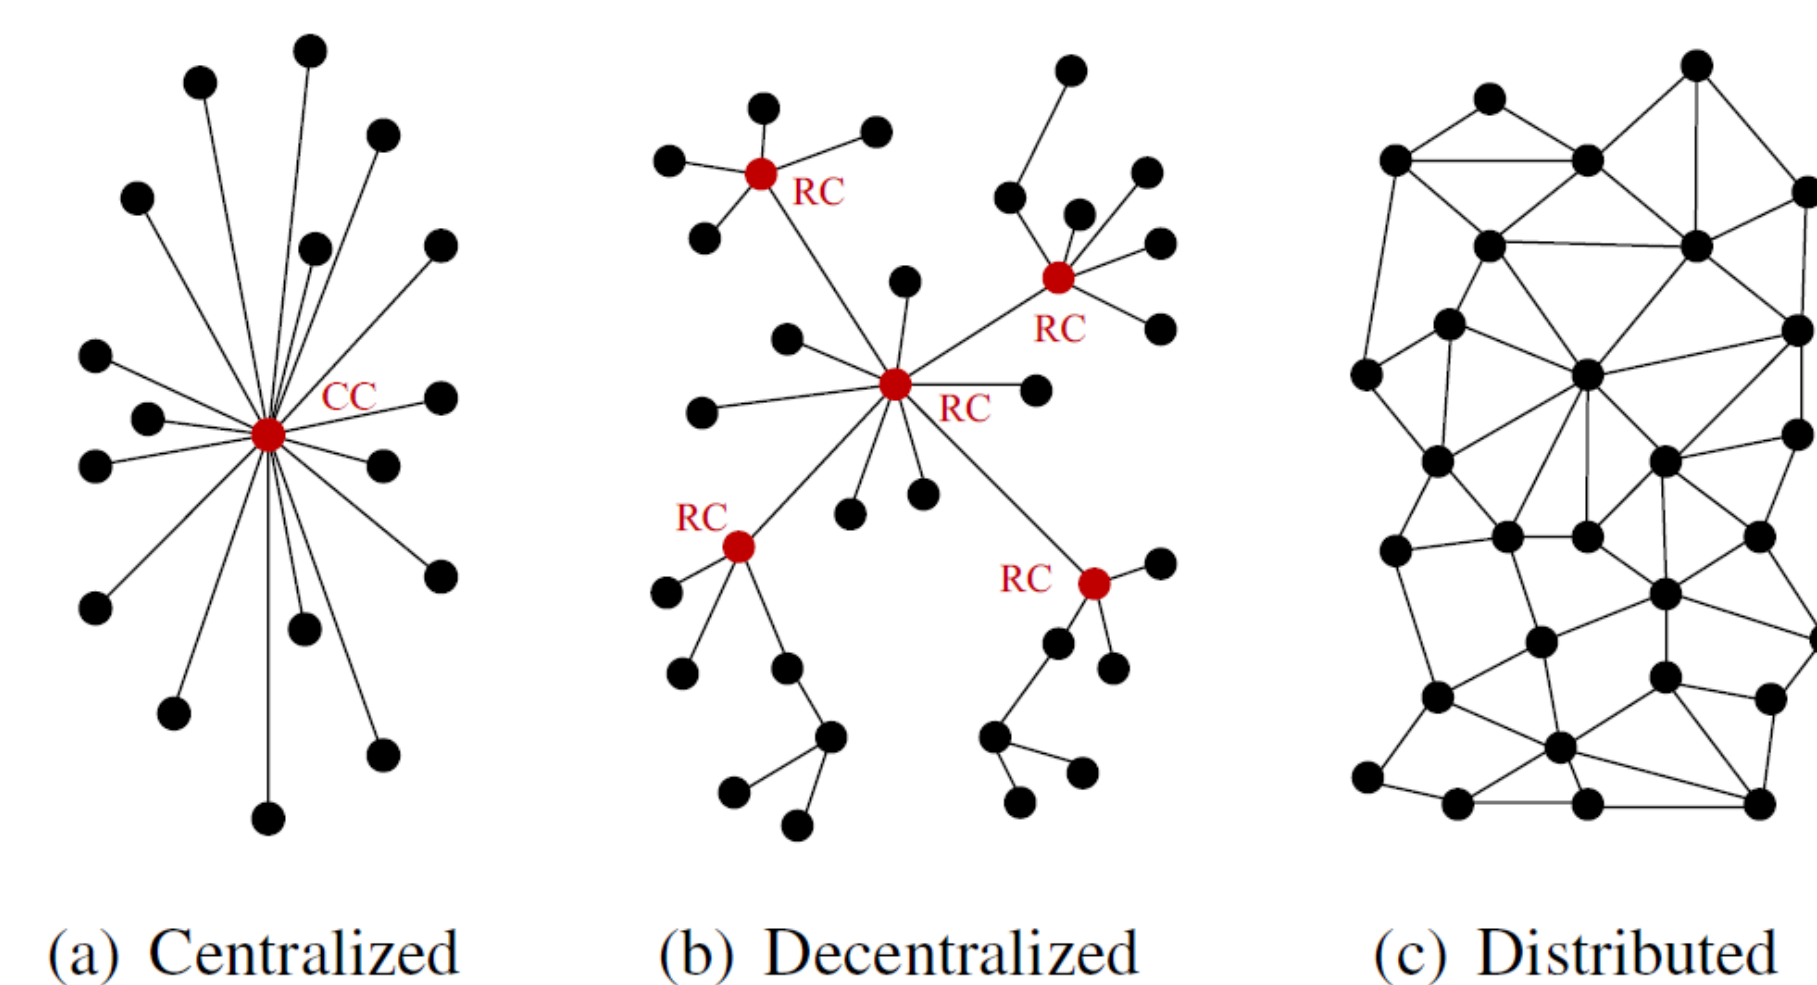 CC
RC
RC
RC
RC
RC
(a) Centralized
(b) Decentralized
(c) Distributed